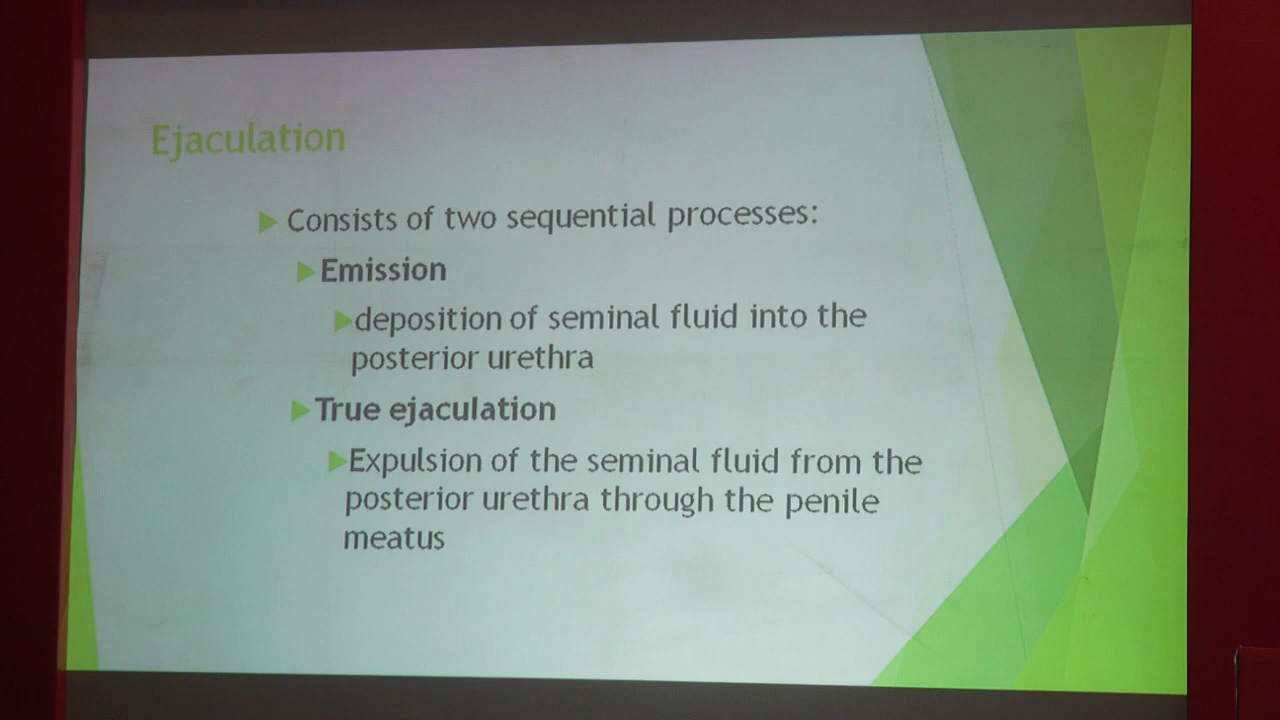 Ejaculation
Consists of two sequential processes:
Emission
deposition of seminal fluid into the
posterior urethra
True ejaculation
Expulsion of the seminal fluid from the
posterior urethra through the penile
meatus